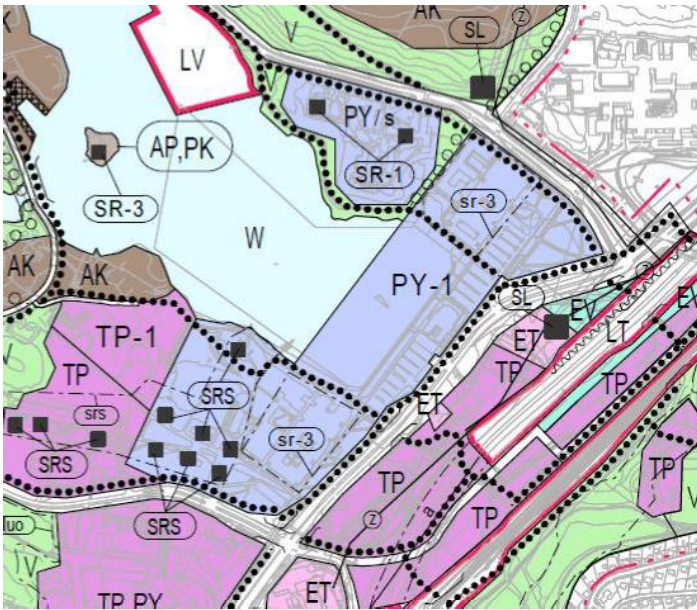 AK
SL
z
V
LV
V
PY/s
AP,PK
SR-1
SR-3
sr-3
W
AK
AK
PY-1
z
SL
EV
EV
LT
ET
TP-1
TP
TP
TP
SRS
ET
srs
sr-3
SRS
TP
TP
V
z
a
TP
SRS
luo
V
TP,PY
ET